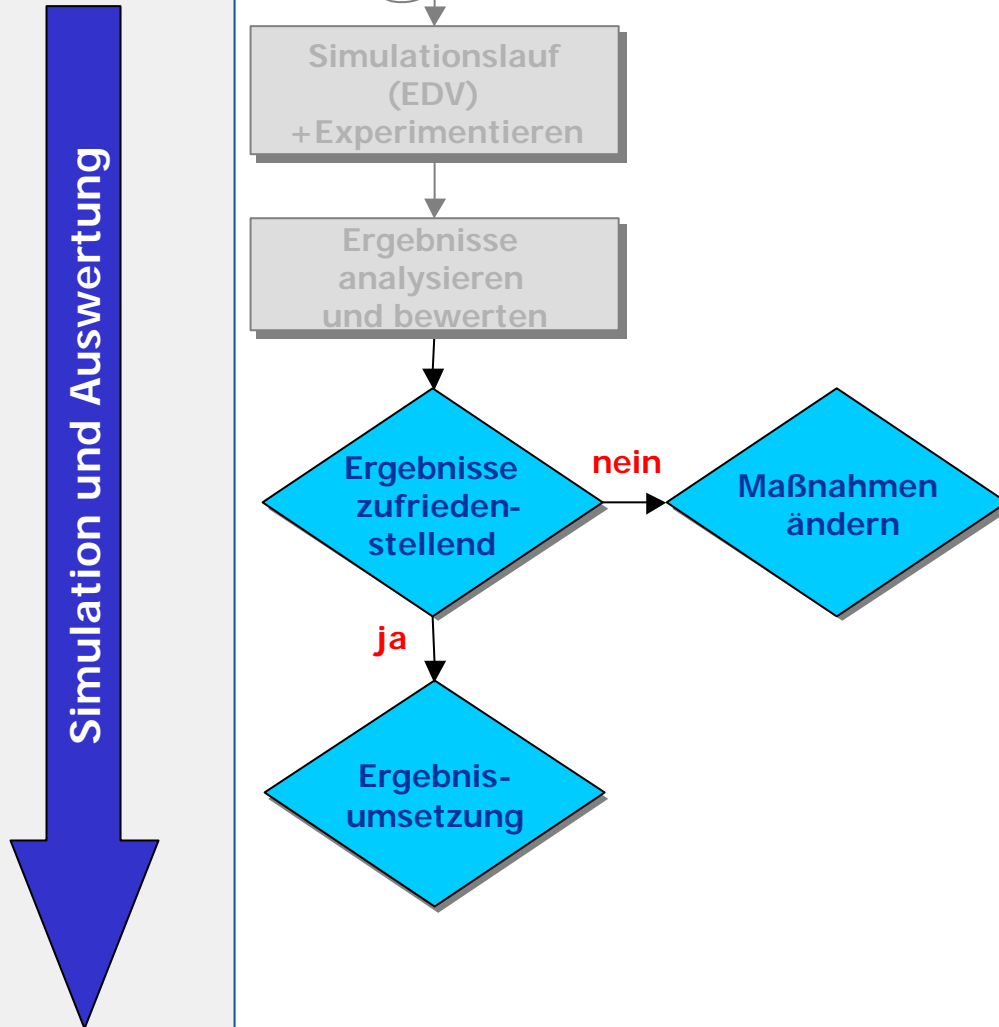 Simulation und Auswertung
Simulationslauf
(EDV)
+Experimentieren
Ergebnisse
analysieren
und bewerten
Ergebnisse
zufrieden-
stellend
nein
Maßnahmen
ändern
ja
Ergebnis-
umsetzung